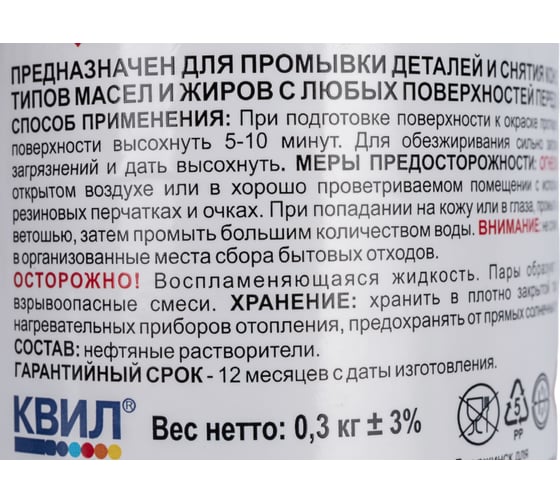 ПРЕДНАЗНАЧЕН ДЛЯ ПРОМЫВКИ ДЕТАЛЕЙ И СНЯТИЯ
ТИПОВ МАСЕЛ И ЖИРОВ С ЛЮБЫХ ПОВЕРХНОСТЕЙ
СПОСОБ ПРИМЕНЕНИЯ: При подготовке поверхности к окраске
поверхности высохнуть 5-10 минут. Для обезжиривания сильно
загрязнений и дать высохнуть. МЕРЫ ПРЕДОСТОРОЖНОСТИ:
открытом воздухе или в хорошо проветриваемом помещении с
резиновых перчатках и очках. При попадании на кожу или в глаза,
ветошью, затем промыть большим количеством воды. ВНИМАНИЕ: не
в организованные места сбора бытовых отходов.
ОСТОРОЖНО! Воспламеняющаяся жидкость. Пары
взрывоопасные смеси. ХРАНЕНИЕ: хранить в плотно закрытой
нагревательных приборов отопления, предохранять от прямых
СОСТАВ: нефтяные растворители.
ГАРАНТИЙНЫЙ СРОК - 12 месяцев с даты изготовления.
КВИЛ® Вес нетто: 0,3 кг ± 3%
5
PP
для